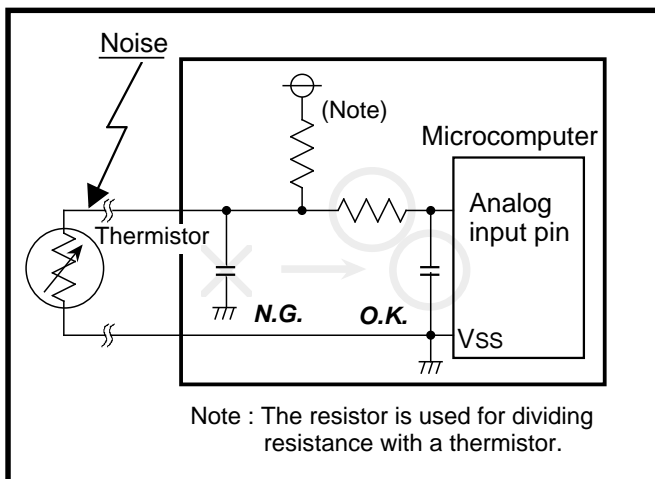 Noise
(Note)
Microcomputer
Analog
input pin
Thermistor
N.G.
O.K.
VSS
Note : The resistor is used for dividing
resistance with a thermistor.